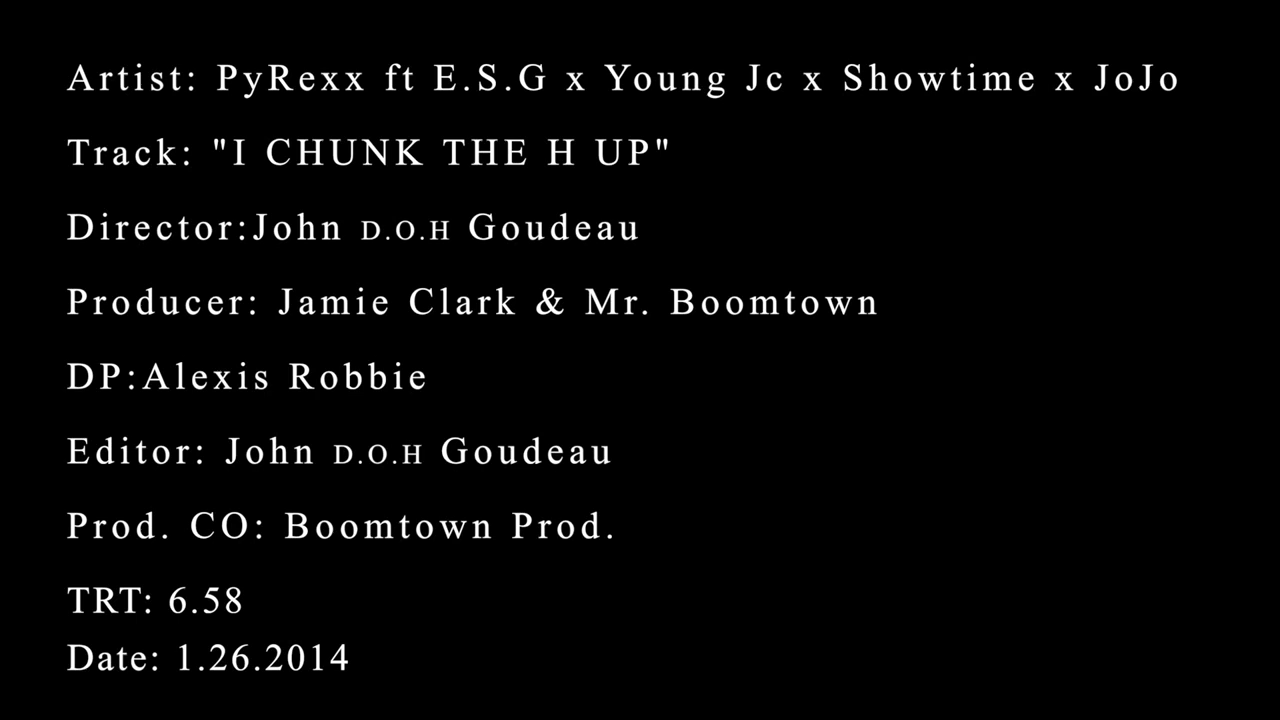 Artist: PyRexx ft E.S.G x Young Jc x Showtime x JoJo
Track: "I CHUNK THE H UP"
Director:John D.O.H Goudeau
Producer: Jamie Clark & Mr. Boomtown
DP:Alexis Robbie
Editor: John D.O.H Goudeau
Prod. CO: Boomtown Prod.
TRT: 6.58
Date: 1.26.2014